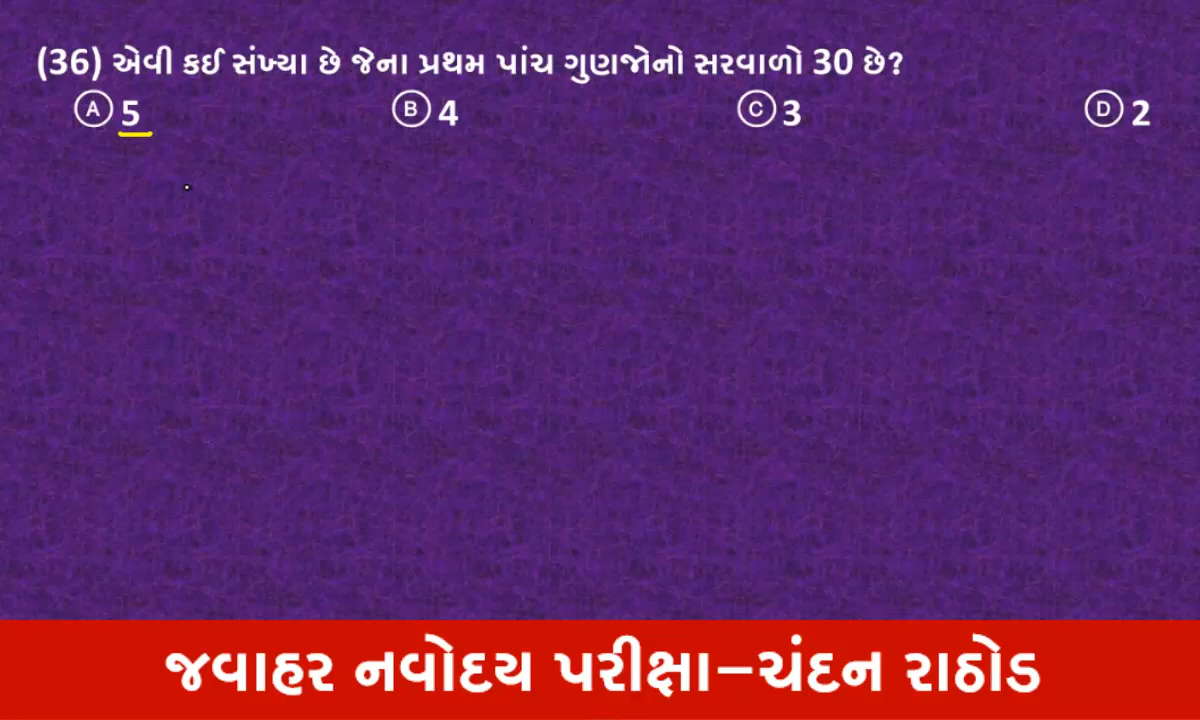 (36) એવી કઈ સંખ્યા છે જેના પ્રથમ પાંચ ગુણજોનો સરવાળો 30 છે?
(A) 5 (B) 4 (C) 3 (D) 2
જવાહર નવોદય પરીક્ષા–ચંદન રાઠોડ